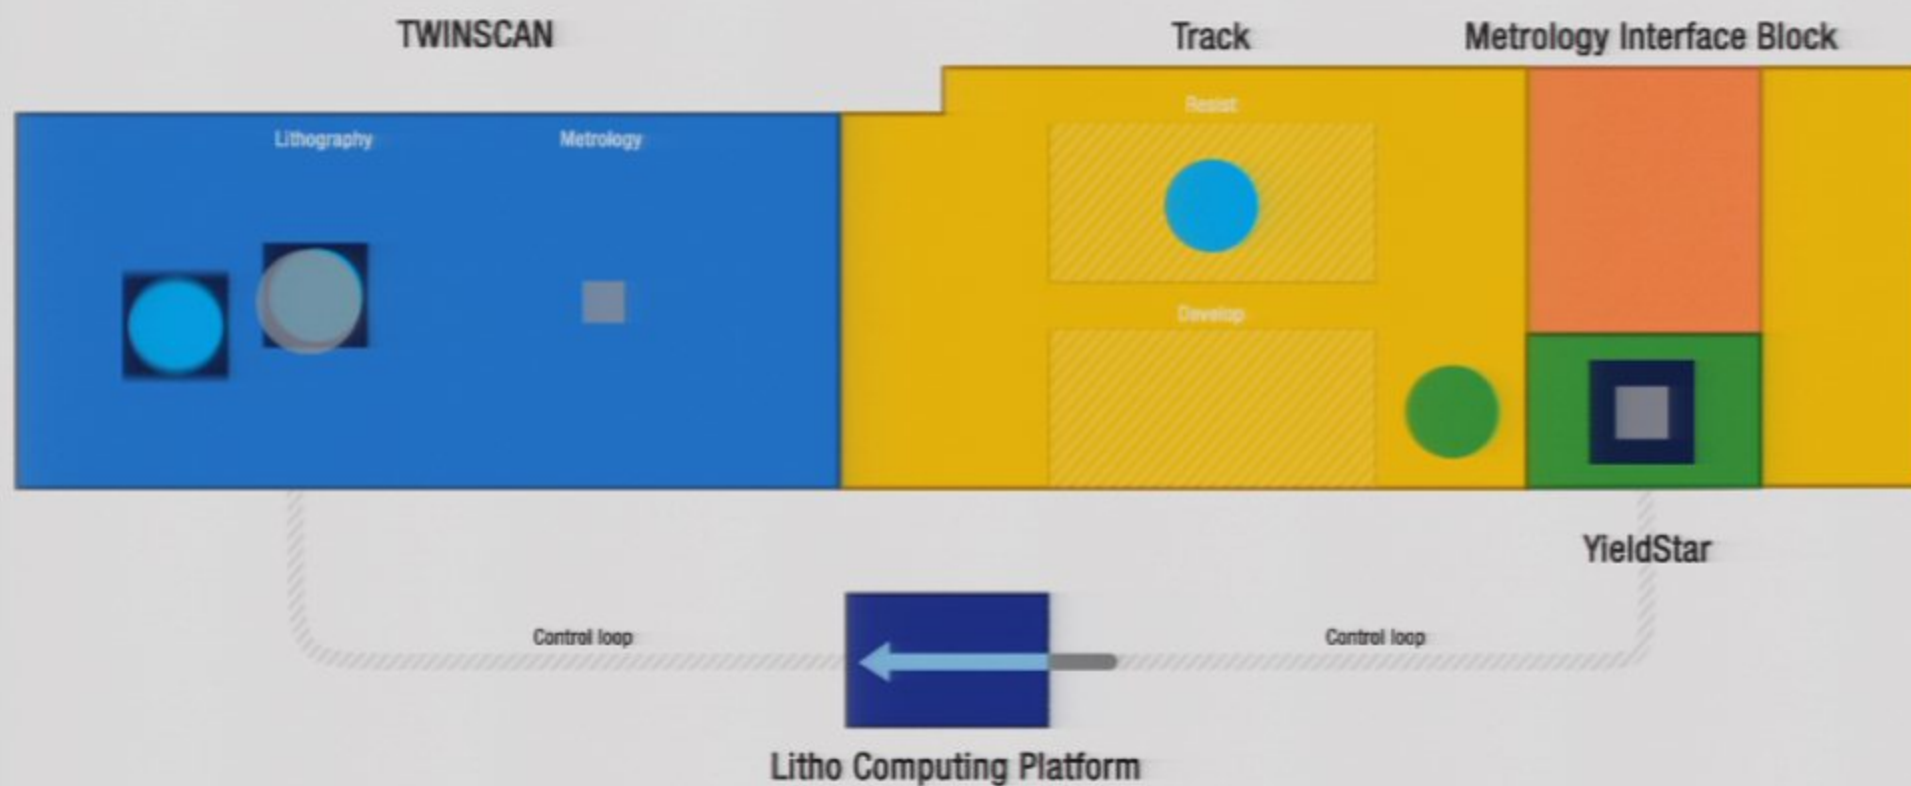 TWINSCAN
Track
Metrology Interface Block
Resist
Lithography
Metrology
Develop
YieldStar
Control loop
Control loop
Litho Computing Platform